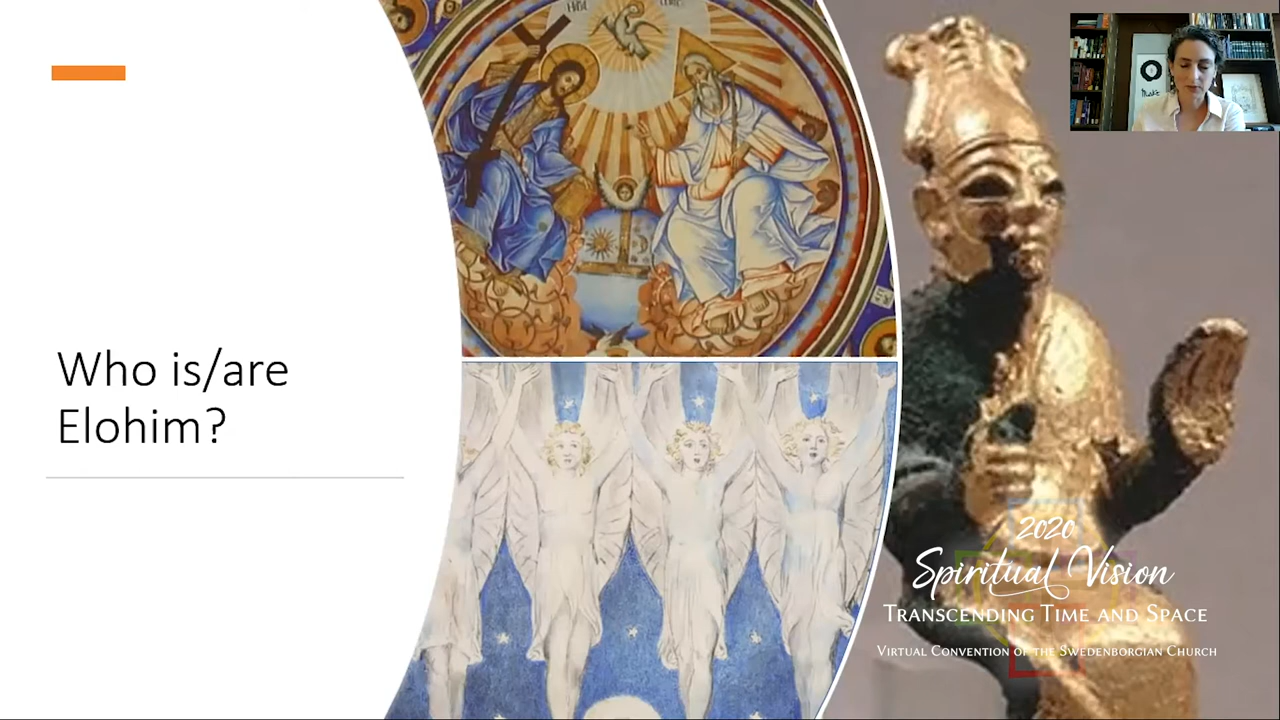 Who is/are
Elohim?
2020
Spiritual Vision
Transcending Time and Space
Virtual Convention of the Swedenborgian Church